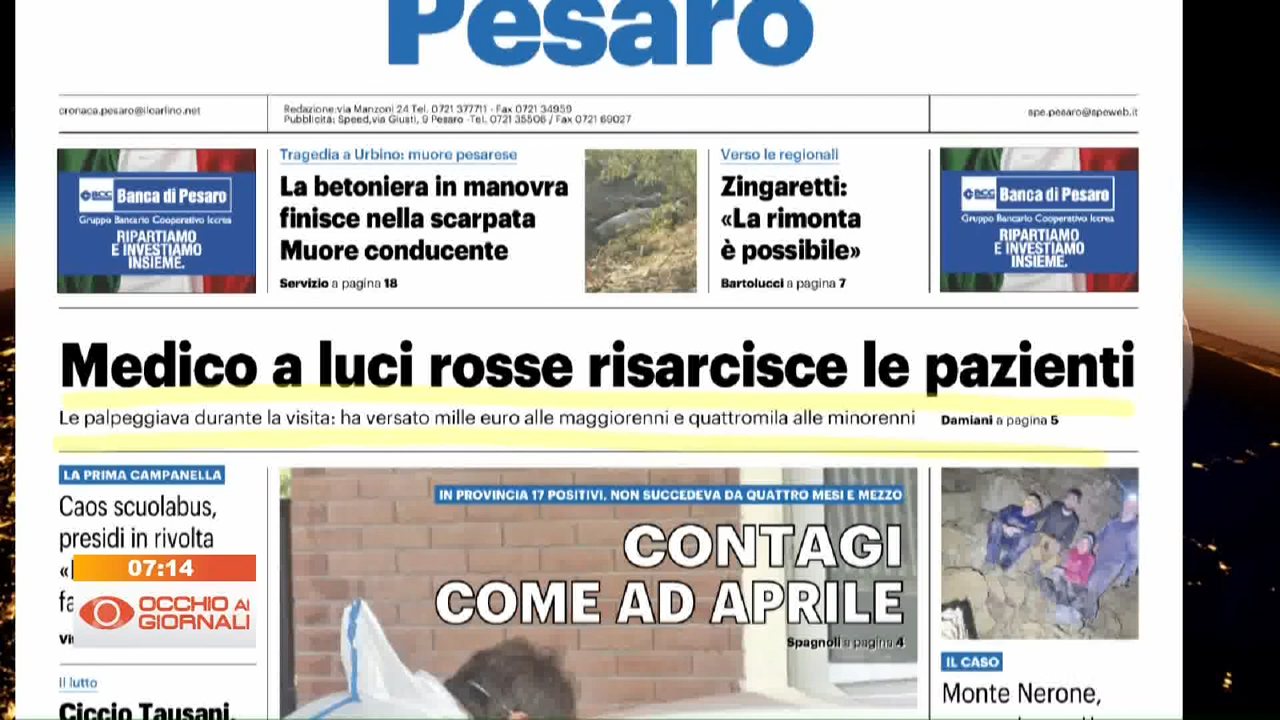 Pesaro
cronaca.pesaro@ilcarlino.net
Redazione: via Manzoni 24 Tel. 0721 377711 - Fax 0721 34959
Pubblicità: Speed, via Giusti, 9 Pesaro -Tel. 0721 35506 / Fax 0721 69027
spe.pesaro@speweb.it
BCC Banca di Pesaro
Gruppo Bancario Cooperativo Iccrea
RIPARTIAMO
E INVESTIAMO
INSIEME.
Tragedia a Urbino: muore pesarese
La betoniera in manovra
finisce nella scarpata
Muore conducente
Servizio a pagina 18
Verso le regionali
Zingaretti:
«La rimonta
è possibile»
Bartolucci a pagina 7
BCC Banca di Pesaro
Gruppo Bancario Cooperativo Iccrea
RIPARTIAMO
E INVESTIAMO
INSIEME.
Medico a luci rosse risarcisce le pazienti
Le palpeggiava durante la visita: ha versato mille euro alle maggiorenni e quattromila alle minorenni Damiani a pagina 5
LA PRIMA CAMPANELLA
Caos scuolabus,
presidi in rivolta
07:14
OCCHIO AI
GIORNALI
Il lutto
Ciccio Tausani,
IN PROVINCIA 17 POSITIVI, NON SUCCEDEVA DA QUATTRO MESI E MEZZO
CONTAGI
COME AD APRILE
Spagnoli a pagina 4
IL CASO
Monte Nerone,